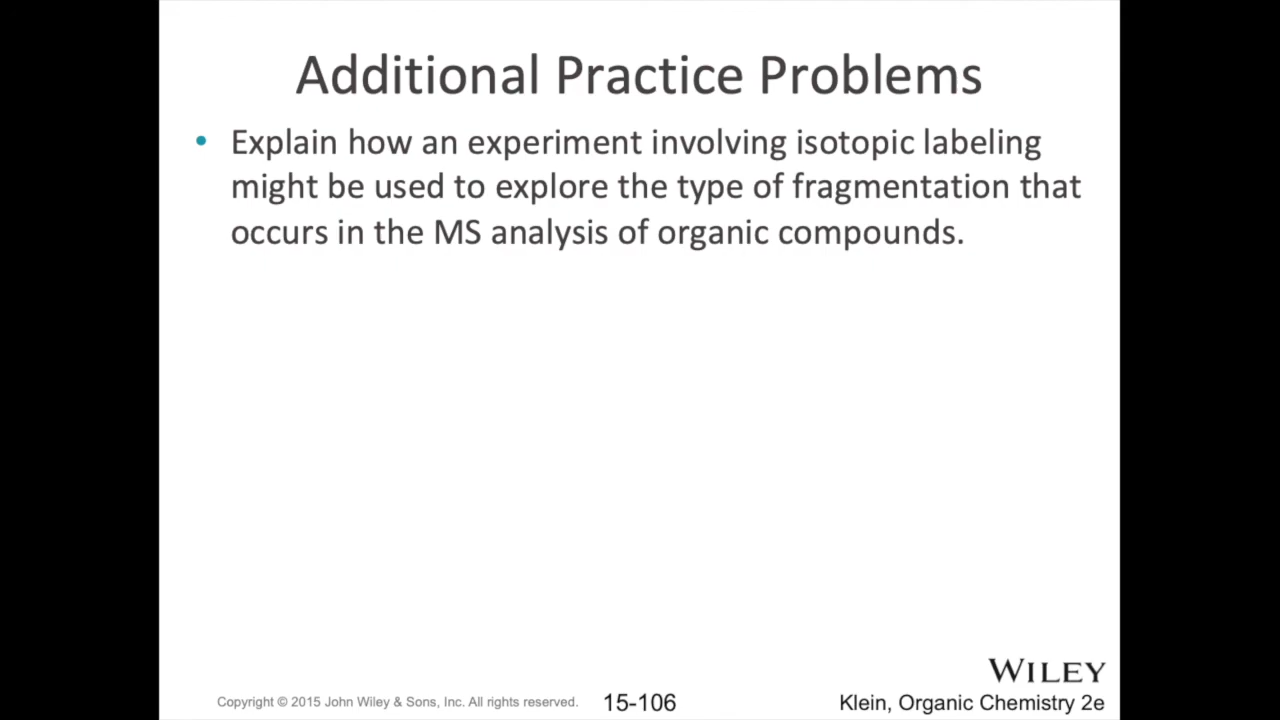 Additional Practice Problems
• Explain how an experiment involving isotopic labeling
might be used to explore the type of fragmentation that
occurs in the MS analysis of organic compounds.
WILEY
Copyright © 2015 John Wiley & Sons, Inc. All rights reserved.
15-106
Klein, Organic Chemistry 2e